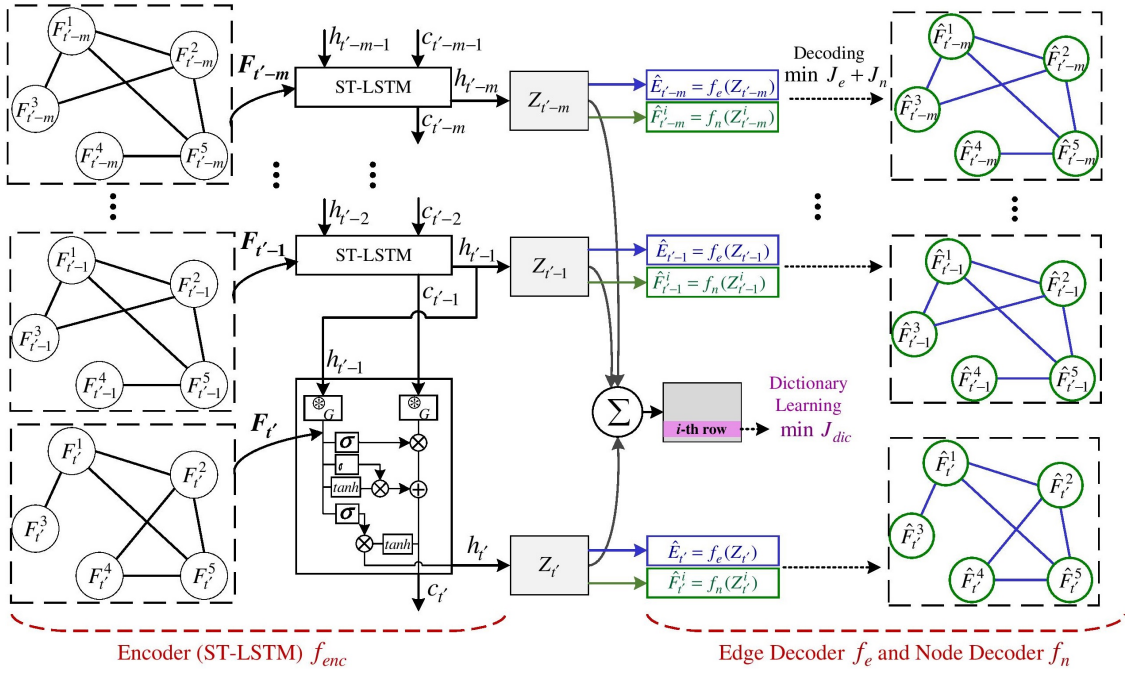 F^1_{t'-m}
F^2_{t'-m}
F^3_{t'-m}
F^4_{t'-m}
F^5_{t'-m}
F_{t'-m}
h_{t'-m-1}
c_{t'-m-1}
ST-LSTM
h_{t'-m}
c_{t'-m}
Z_{t'-m}
Ê_{t'-m} = f_e(Z_{t'-m})
F̂^i_{t'-m} = f_n(Z^i_{t'-m})
Decoding
min J_e + J_n
F̂^1_{t'-m}
F̂^2_{t'-m}
F̂^3_{t'-m}
F̂^4_{t'-m}
F̂^5_{t'-m}
F^1_{t'-1}
F^2_{t'-1}
F^3_{t'-1}
F^4_{t'-1}
F^5_{t'-1}
F_{t'-1}
h_{t'-2}
c_{t'-2}
ST-LSTM
h_{t'-1}
c_{t'-1}
Z_{t'-1}
Ê_{t'-1} = f_e(Z_{t'-1})
F̂^i_{t'-1} = f_n(Z^i_{t'-1})
F̂^1_{t'-1}
F̂^2_{t'-1}
F̂^3_{t'-1}
F̂^4_{t'-1}
F̂^5_{t'-1}
h_{t'-1}
⊛ G
⊛ G
σ
tanh
σ
tanh
Σ
i-th row
Dictionary
Learning
min J_{dic}
F^1_{t'}
F^2_{t'}
F^3_{t'}
F^4_{t'}
F^5_{t'}
F_{t'}
h_{t'}
c_{t'}
Z_{t'}
Ê_{t'} = f_e(Z_{t'})
F̂^i_{t'} = f_n(Z^i_{t'})
F̂^1_{t'}
F̂^2_{t'}
F̂^3_{t'}
F̂^4_{t'}
F̂^5_{t'}
Encoder (ST-LSTM) f_{enc}
Edge Decoder f_e and Node Decoder f_n